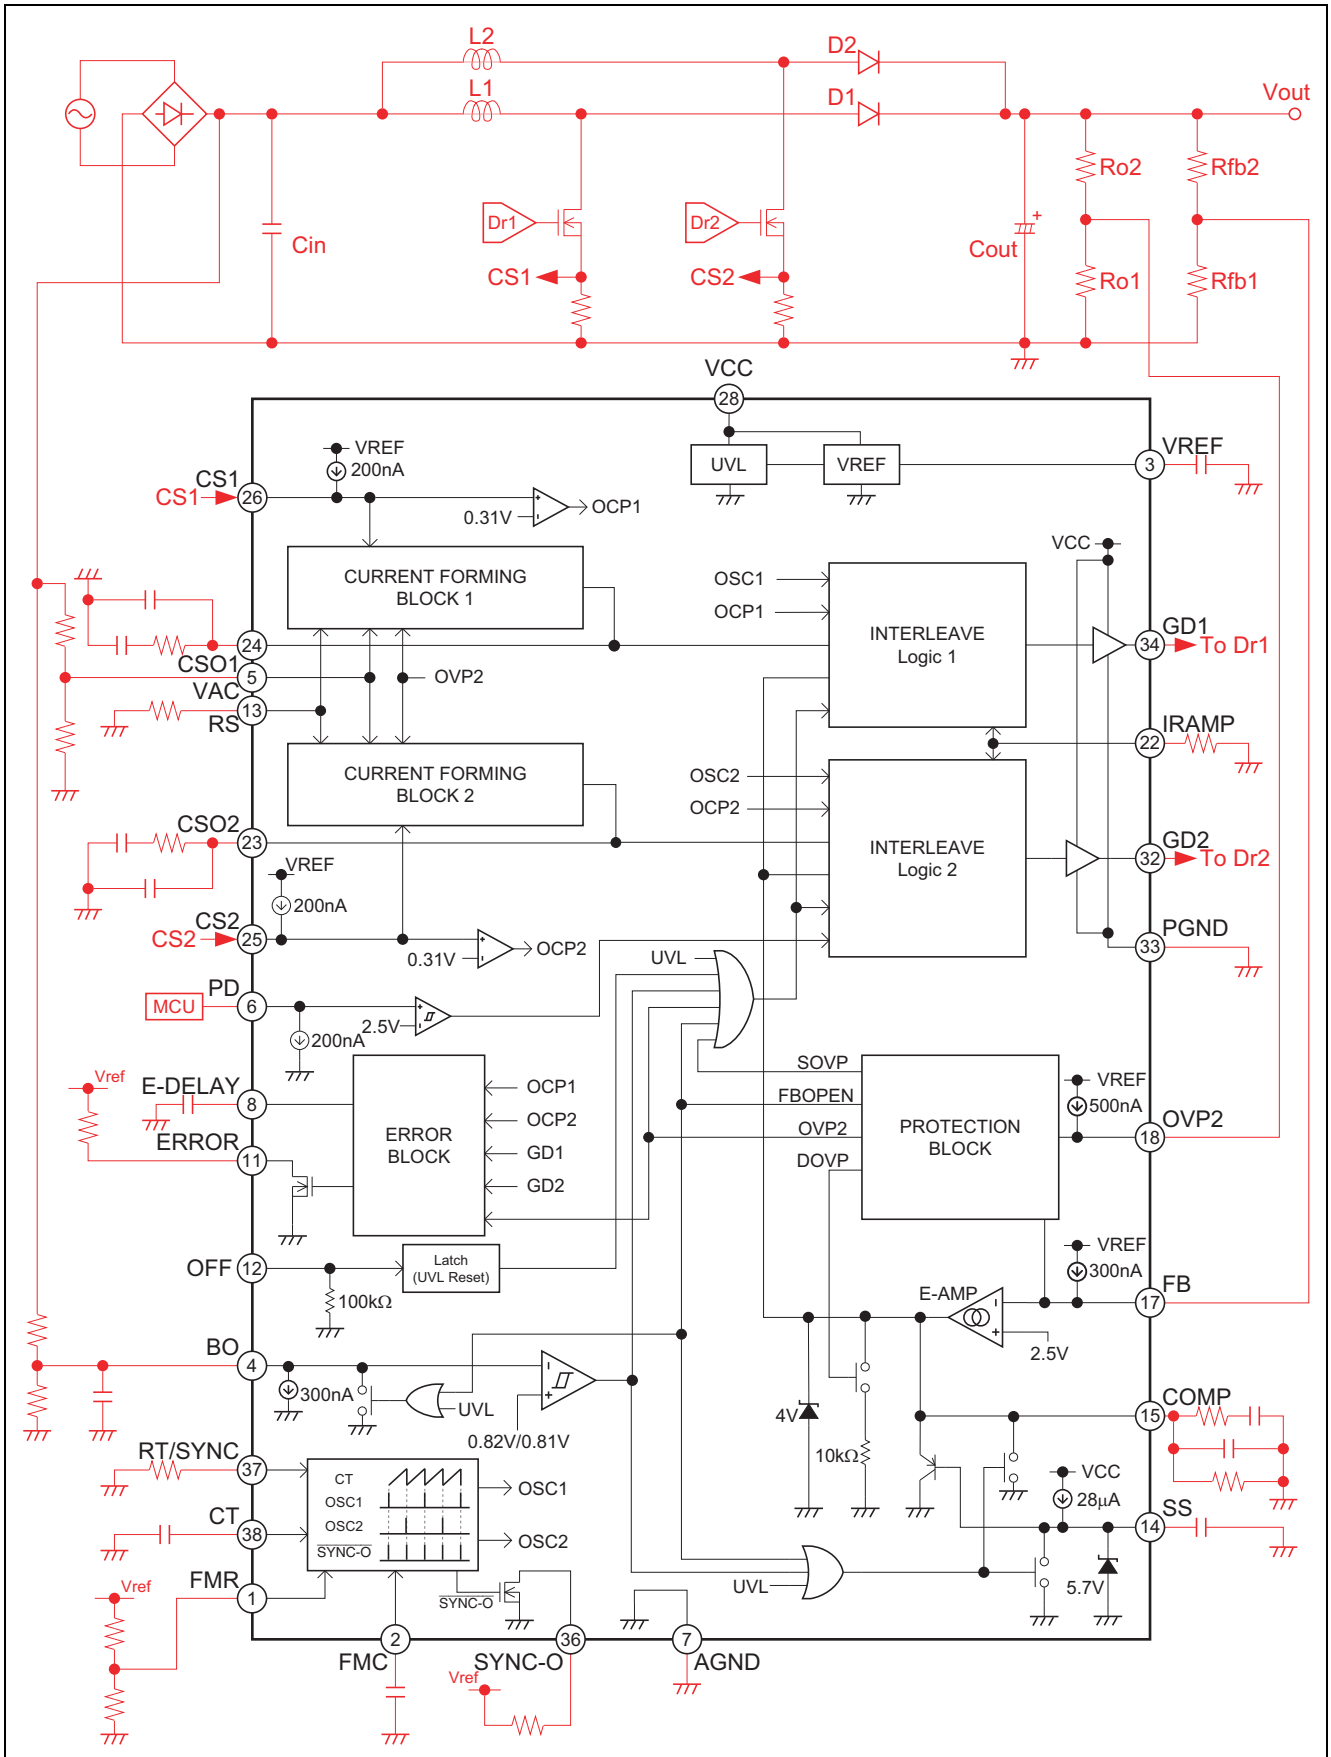 L2
D2
L1
D1
Vout
Ro2
Rfb2
Dr1
Dr2
Cin
Cout
+
CS1
CS2
Ro1
Rfb1
VCC
28
VREF
200nA
UVL
VREF
VREF
3
CS1
CS1
26
+
-
0.31V
OCP1
VCC
CURRENT FORMING
BLOCK 1
OSC1
OCP1
INTERLEAVE
Logic 1
GD1
34
To Dr1
24
CSO1
5
OVP2
VAC
13
RS
IRAMP
22
CURRENT FORMING
BLOCK 2
OSC2
OCP2
CSO2
23
INTERLEAVE
Logic 2
GD2
32
To Dr2
VREF
200nA
CS2
CS2
25
+
-
0.31V
OCP2
PGND
33
UVL
PD
MCU
6
+
-
2.5V
200nA
Vref
E-DELAY
8
SOVP
FBOPEN
OVP2
DOVP
PROTECTION
BLOCK
VREF
500nA
OVP2
18
OCP1
OCP2
GD1
GD2
ERROR
BLOCK
ERROR
11
OFF
12
Latch
(UVL Reset)
100kΩ
VREF
300nA
FB
17
E-AMP
-
+
2.5V
BO
4
300nA
UVL
-
+
0.82V/0.81V
4V
10kΩ
COMP
15
RT/SYNC
37
CT
OSC1
OSC2
SYNC-O
OSC1
OSC2
VCC
28μA
SS
14
CT
38
FMR
1
Vref
SYNC-O
UVL
5.7V
2
FMC
36
SYNC-O
7
AGND
Vref